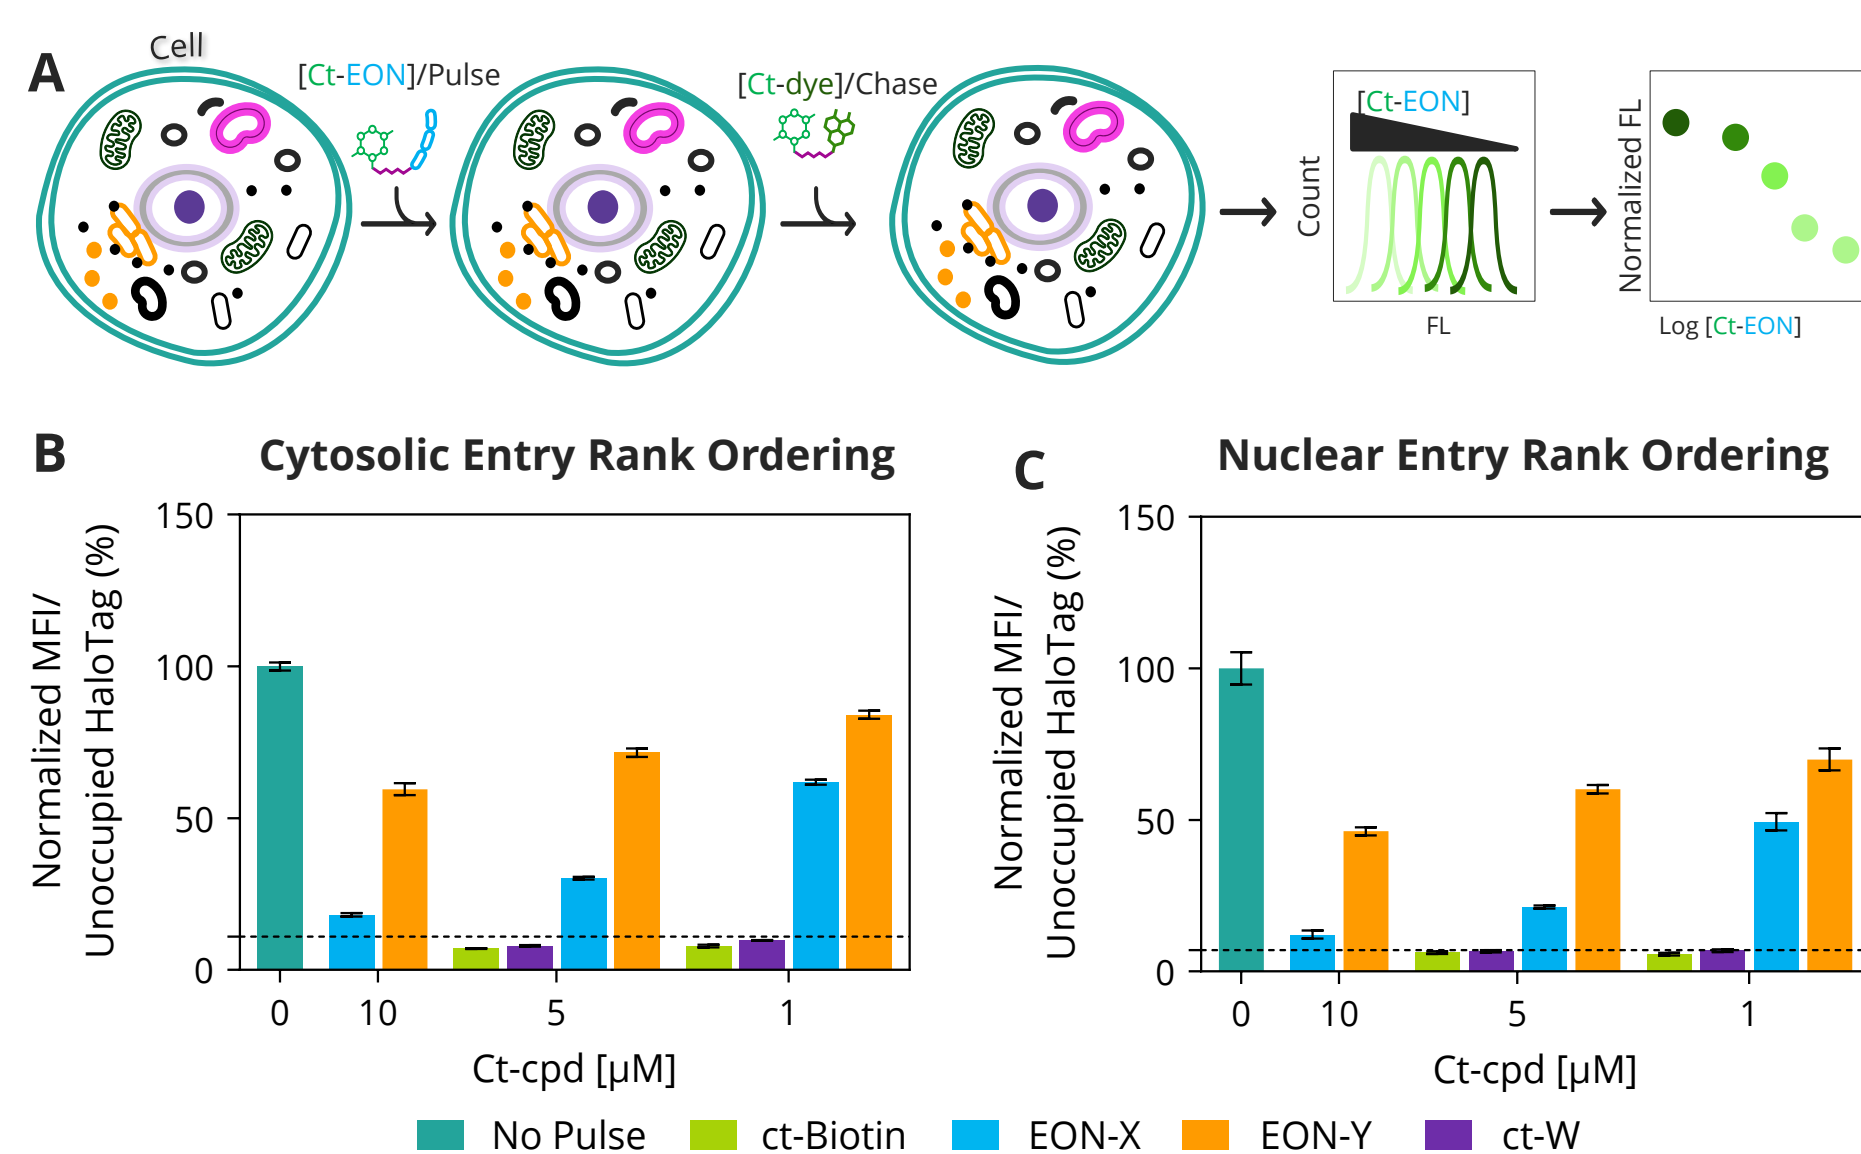 A
Cell
[Ct-EON]/Pulse
[Ct-dye]/Chase
[Ct-EON]
Count
FL
Normalized FL
Log [Ct-EON]
B
Cytosolic Entry Rank Ordering
Normalized MFI/
Unoccupied HaloTag (%)
150
100
50
0
0
10
5
1
Ct-cpd [µM]
C
Nuclear Entry Rank Ordering
Normalized MFI/
Unoccupied HaloTag (%)
150
100
50
0
0
10
5
1
Ct-cpd [µM]
No Pulse
ct-Biotin
EON-X
EON-Y
ct-W